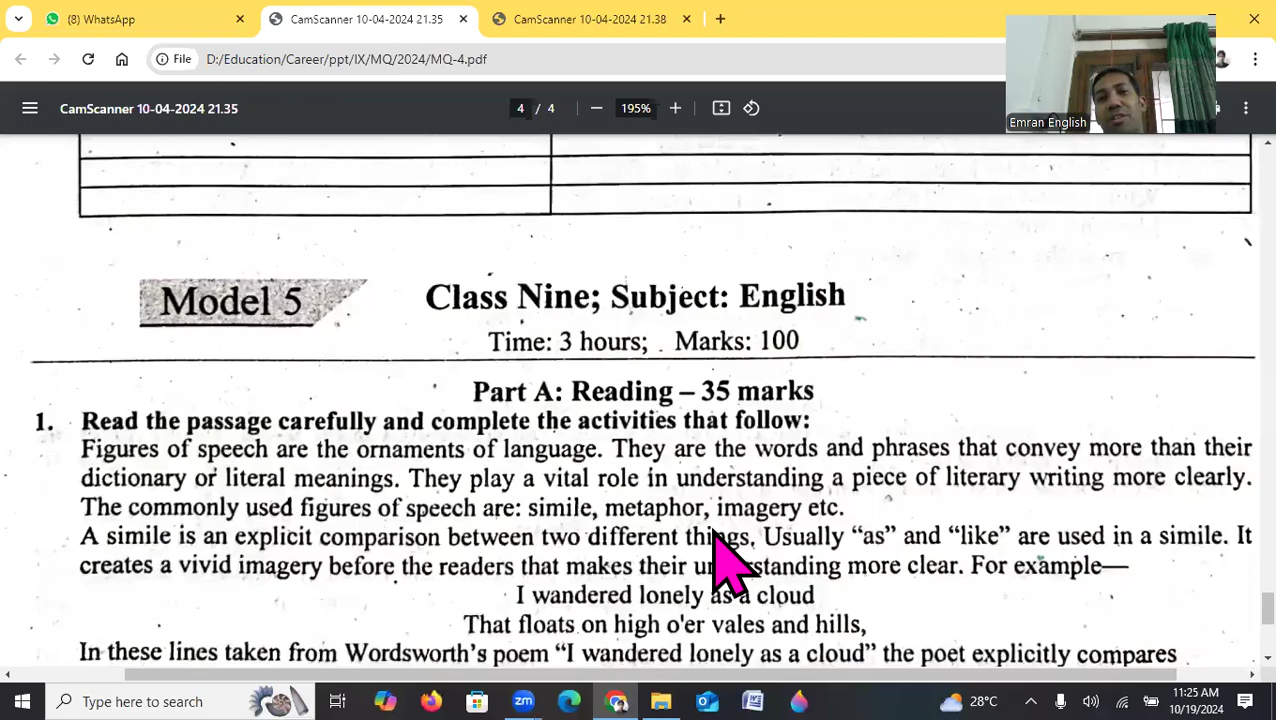 (8) WhatsApp
CamScanner 10-04-2024 21.35
CamScanner 10-04-2024 21.38
File
D:/Education/Career/ppt/IX/MQ/2024/MQ-4.pdf
CamScanner 10-04-2024 21.35
4 / 4
195%
Emran English
Model 5
Class Nine; Subject: English
Time: 3 hours; Marks: 100
Part A: Reading – 35 marks
1. Read the passage carefully and complete the activities that follow:
Figures of speech are the ornaments of language. They are the words and phrases that convey more than their
dictionary or literal meanings. They play a vital role in understanding a piece of literary writing more clearly.
The commonly used figures of speech are: simile, metaphor, imagery etc.
A simile is an explicit comparison between two different things. Usually “as” and “like” are used in a simile. It
creates a vivid imagery before the readers that makes their understanding more clear. For example—
I wandered lonely as a cloud
That floats on high o'er vales and hills,
In these lines taken from Wordsworth's poem “I wandered lonely as a cloud” the poet explicitly compares
Type here to search
28°C
11:25 AM
10/19/2024